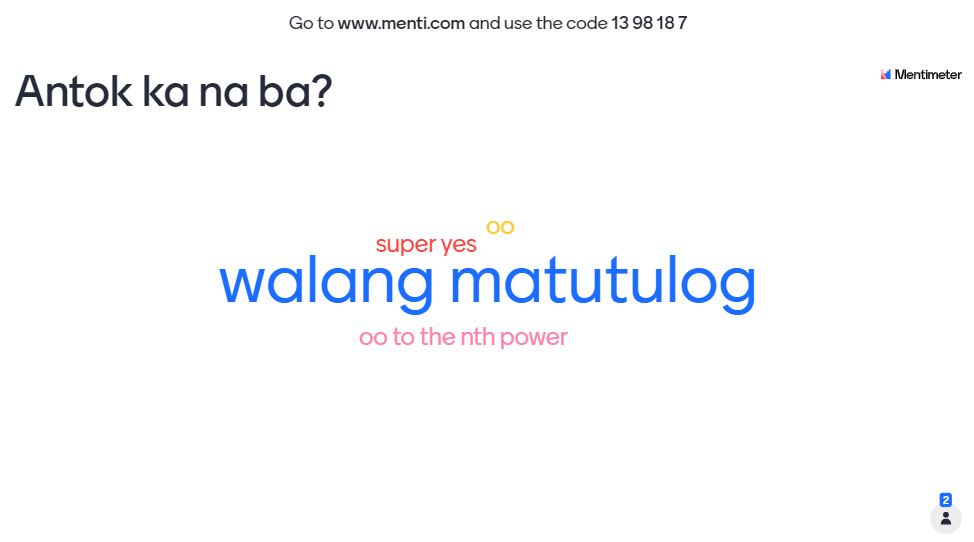 Go to www.menti.com and use the code 13 98 18 7
Antok ka na ba?
Mentimeter
oo
super yes
walang matutulog
oo to the nth power
2